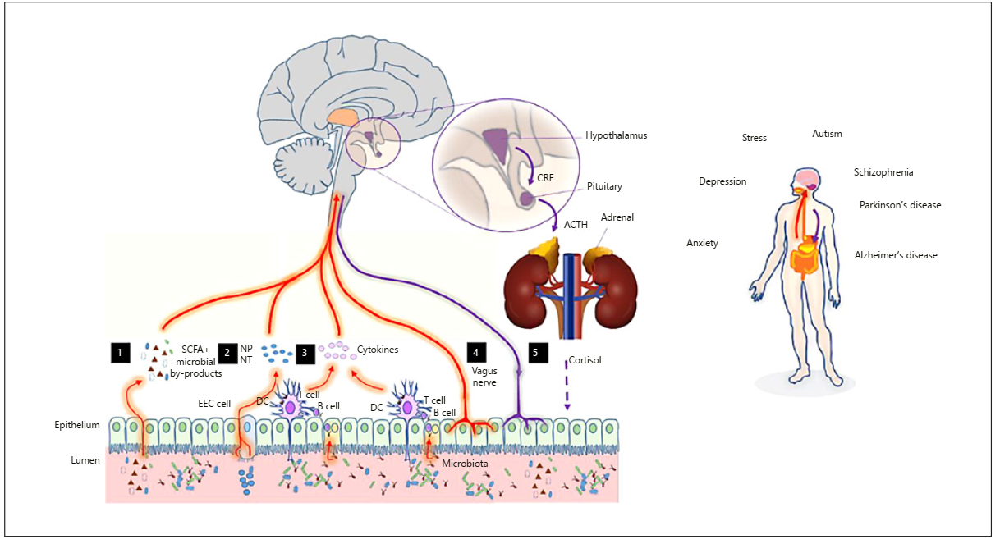 Hypothalamus
CRF
Pituitary
ACTH
Adrenal
Stress
Autism
Depression
Schizophrenia
Parkinson's disease
Anxiety
Alzheimer's disease
1
SCFA+
microbial
by-products
2
NP
NT
3
Cytokines
4
Vagus
nerve
5
Cortisol
EEC cell
DC
T cell
B cell
DC
T cell
B cell
Epithelium
Lumen
Microbiota